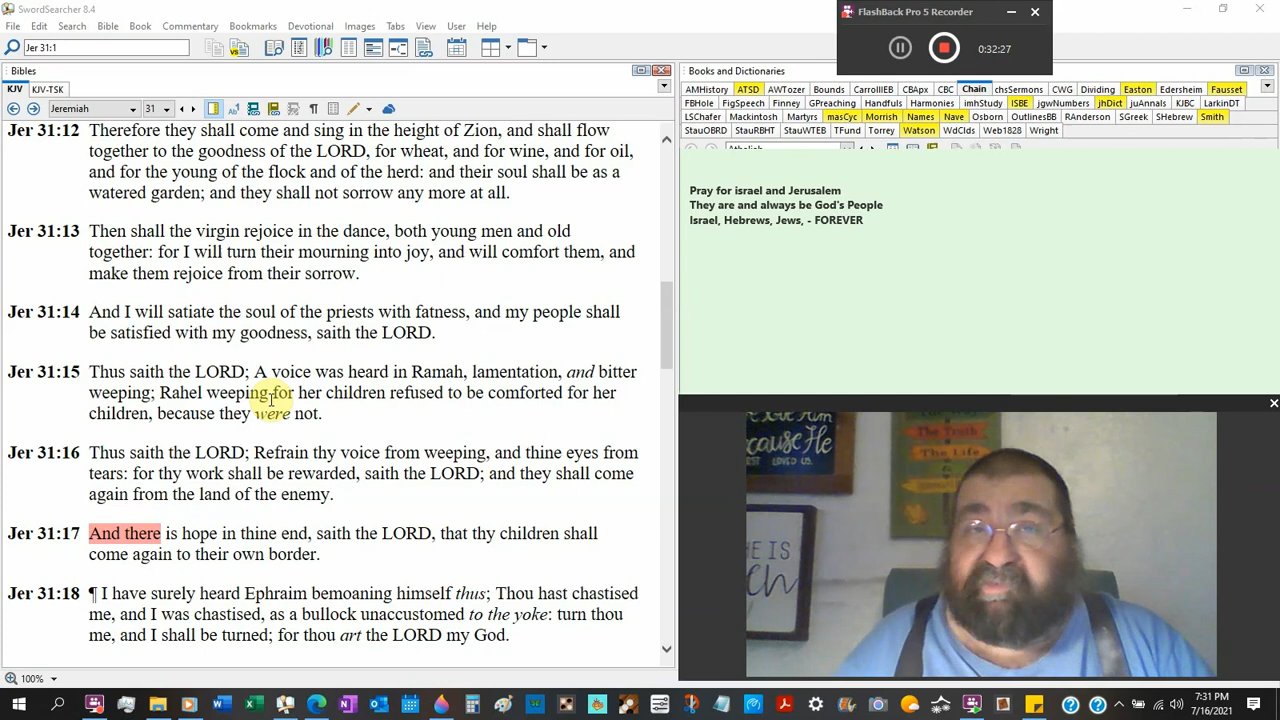 SwordSearcher 8.4
File Edit Search Bible Book Commentary Bookmarks Devotional Images Tabs View User Help
Jer 31:1
VS
Bibles
KJV KJV-TSK
Jeremiah 31
Jer 31:12 Therefore they shall come and sing in the height of Zion, and shall flow
together to the goodness of the LORD, for wheat, and for wine, and for oil,
and for the young of the flock and of the herd: and their soul shall be as a
watered garden; and they shall not sorrow any more at all.
Jer 31:13 Then shall the virgin rejoice in the dance, both young men and old
together: for I will turn their mourning into joy, and will comfort them, and
make them rejoice from their sorrow.
Jer 31:14 And I will satiate the soul of the priests with fatness, and my people shall
be satisfied with my goodness, saith the LORD.
Jer 31:15 Thus saith the LORD; A voice was heard in Ramah, lamentation, and bitter
weeping; Rahel weeping for her children refused to be comforted for her
children, because they were not.
Jer 31:16 Thus saith the LORD; Refrain thy voice from weeping, and thine eyes from
tears: for thy work shall be rewarded, saith the LORD; and they shall come
again from the land of the enemy.
Jer 31:17 And there is hope in thine end, saith the LORD, that thy children shall
come again to their own border.
Jer 31:18 ¶ I have surely heard Ephraim bemoaning himself thus; Thou hast chastised
me, and I was chastised, as a bullock unaccustomed to the yoke: turn thou
me, and I shall be turned; for thou art the LORD my God.
100%
FlashBack Pro 5 Recorder
0:32:27
Books and Dictionaries
AMHistory ATSD AWTozer Bounds CarrollIEB CBApx CBC Chain chsSermons CWG Dividing Easton Edersheim Fausset
FBHole FigSpeech Finney GPreaching Handfuls Harmonies imhStudy ISBE jgwNumbers jhDict juAnnals KJBC LarkinDT
LSChafer Mackintosh Martyrs masCyc Morrish Names Nave Osborn OutlinesBB RAnderson SGreek SHebrew Smith
StauOBRD StauRBHT StauWTEB TFund Torrey Watson WdClds Web1828 Wright
Pray for israel and Jerusalem
They are and always be God's People
Israel, Hebrews, Jews, - FOREVER
Because He
FIRST LOVED US.
The Truth
HE IS
7:31 PM
7/16/2021